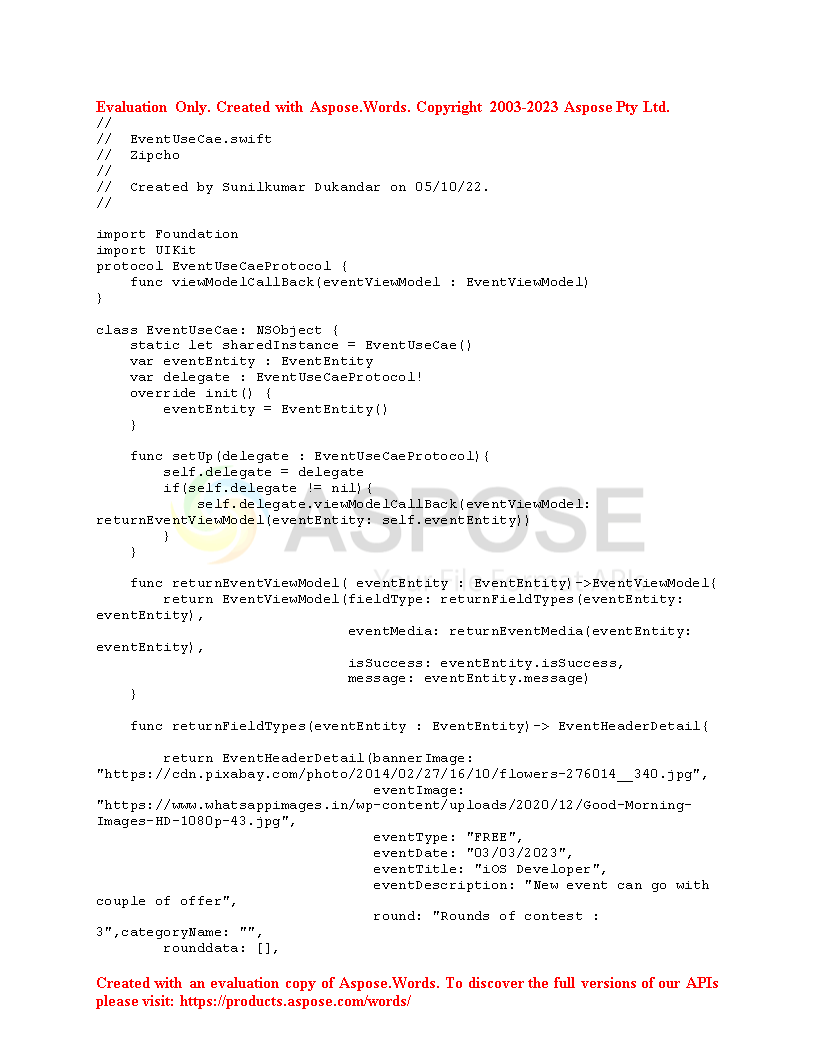 Evaluation Only. Created with Aspose.Words. Copyright 2003-2023 Aspose Pty Ltd.
//
//  EventUseCae.swift
//  Zipcho
//
//  Created by Sunilkumar Dukandar on 05/10/22.
//
import Foundation
import UIKit
protocol EventUseCaeProtocol {
    func viewModelCallBack(eventViewModel : EventViewModel)
}
class EventUseCae: NSObject {
    static let sharedInstance = EventUseCae()
    var eventEntity : EventEntity
    var delegate : EventUseCaeProtocol!
    override init() {
        eventEntity = EventEntity()
    }
    func setUp(delegate : EventUseCaeProtocol){
        self.delegate = delegate
        if(self.delegate != nil){
            self.delegate.viewModelCallBack(eventViewModel:
returnEventViewModel(eventEntity: self.eventEntity))
        }
    }
ASPOSE
Your File Format APIs
    func returnEventViewModel( eventEntity : EventEntity)->EventViewModel{
        return EventViewModel(fieldType: returnFieldTypes(eventEntity:
eventEntity),
                              eventMedia: returnEventMedia(eventEntity:
eventEntity),
                              isSuccess: eventEntity.isSuccess,
                              message: eventEntity.message)
    }
    func returnFieldTypes(eventEntity : EventEntity)-> EventHeaderDetail{
        return EventHeaderDetail(bannerImage:
"https://cdn.pixabay.com/photo/2014/02/27/16/10/flowers-276014__340.jpg",
                                 eventImage:
"https://www.whatsappimages.in/wp-content/uploads/2020/12/Good-Morning-
Images-HD-1080p-43.jpg",
                                 eventType: "FREE",
                                 eventDate: "03/03/2023",
                                 eventTitle: "iOS Developer",
                                 eventDescription: "New event can go with
couple of offer",
                                 round: "Rounds of contest :
3",categoryName: "",
        rounddata: [],
Created with an evaluation copy of Aspose.Words. To discover the full versions of our APIs
please visit: https://products.aspose.com/words/